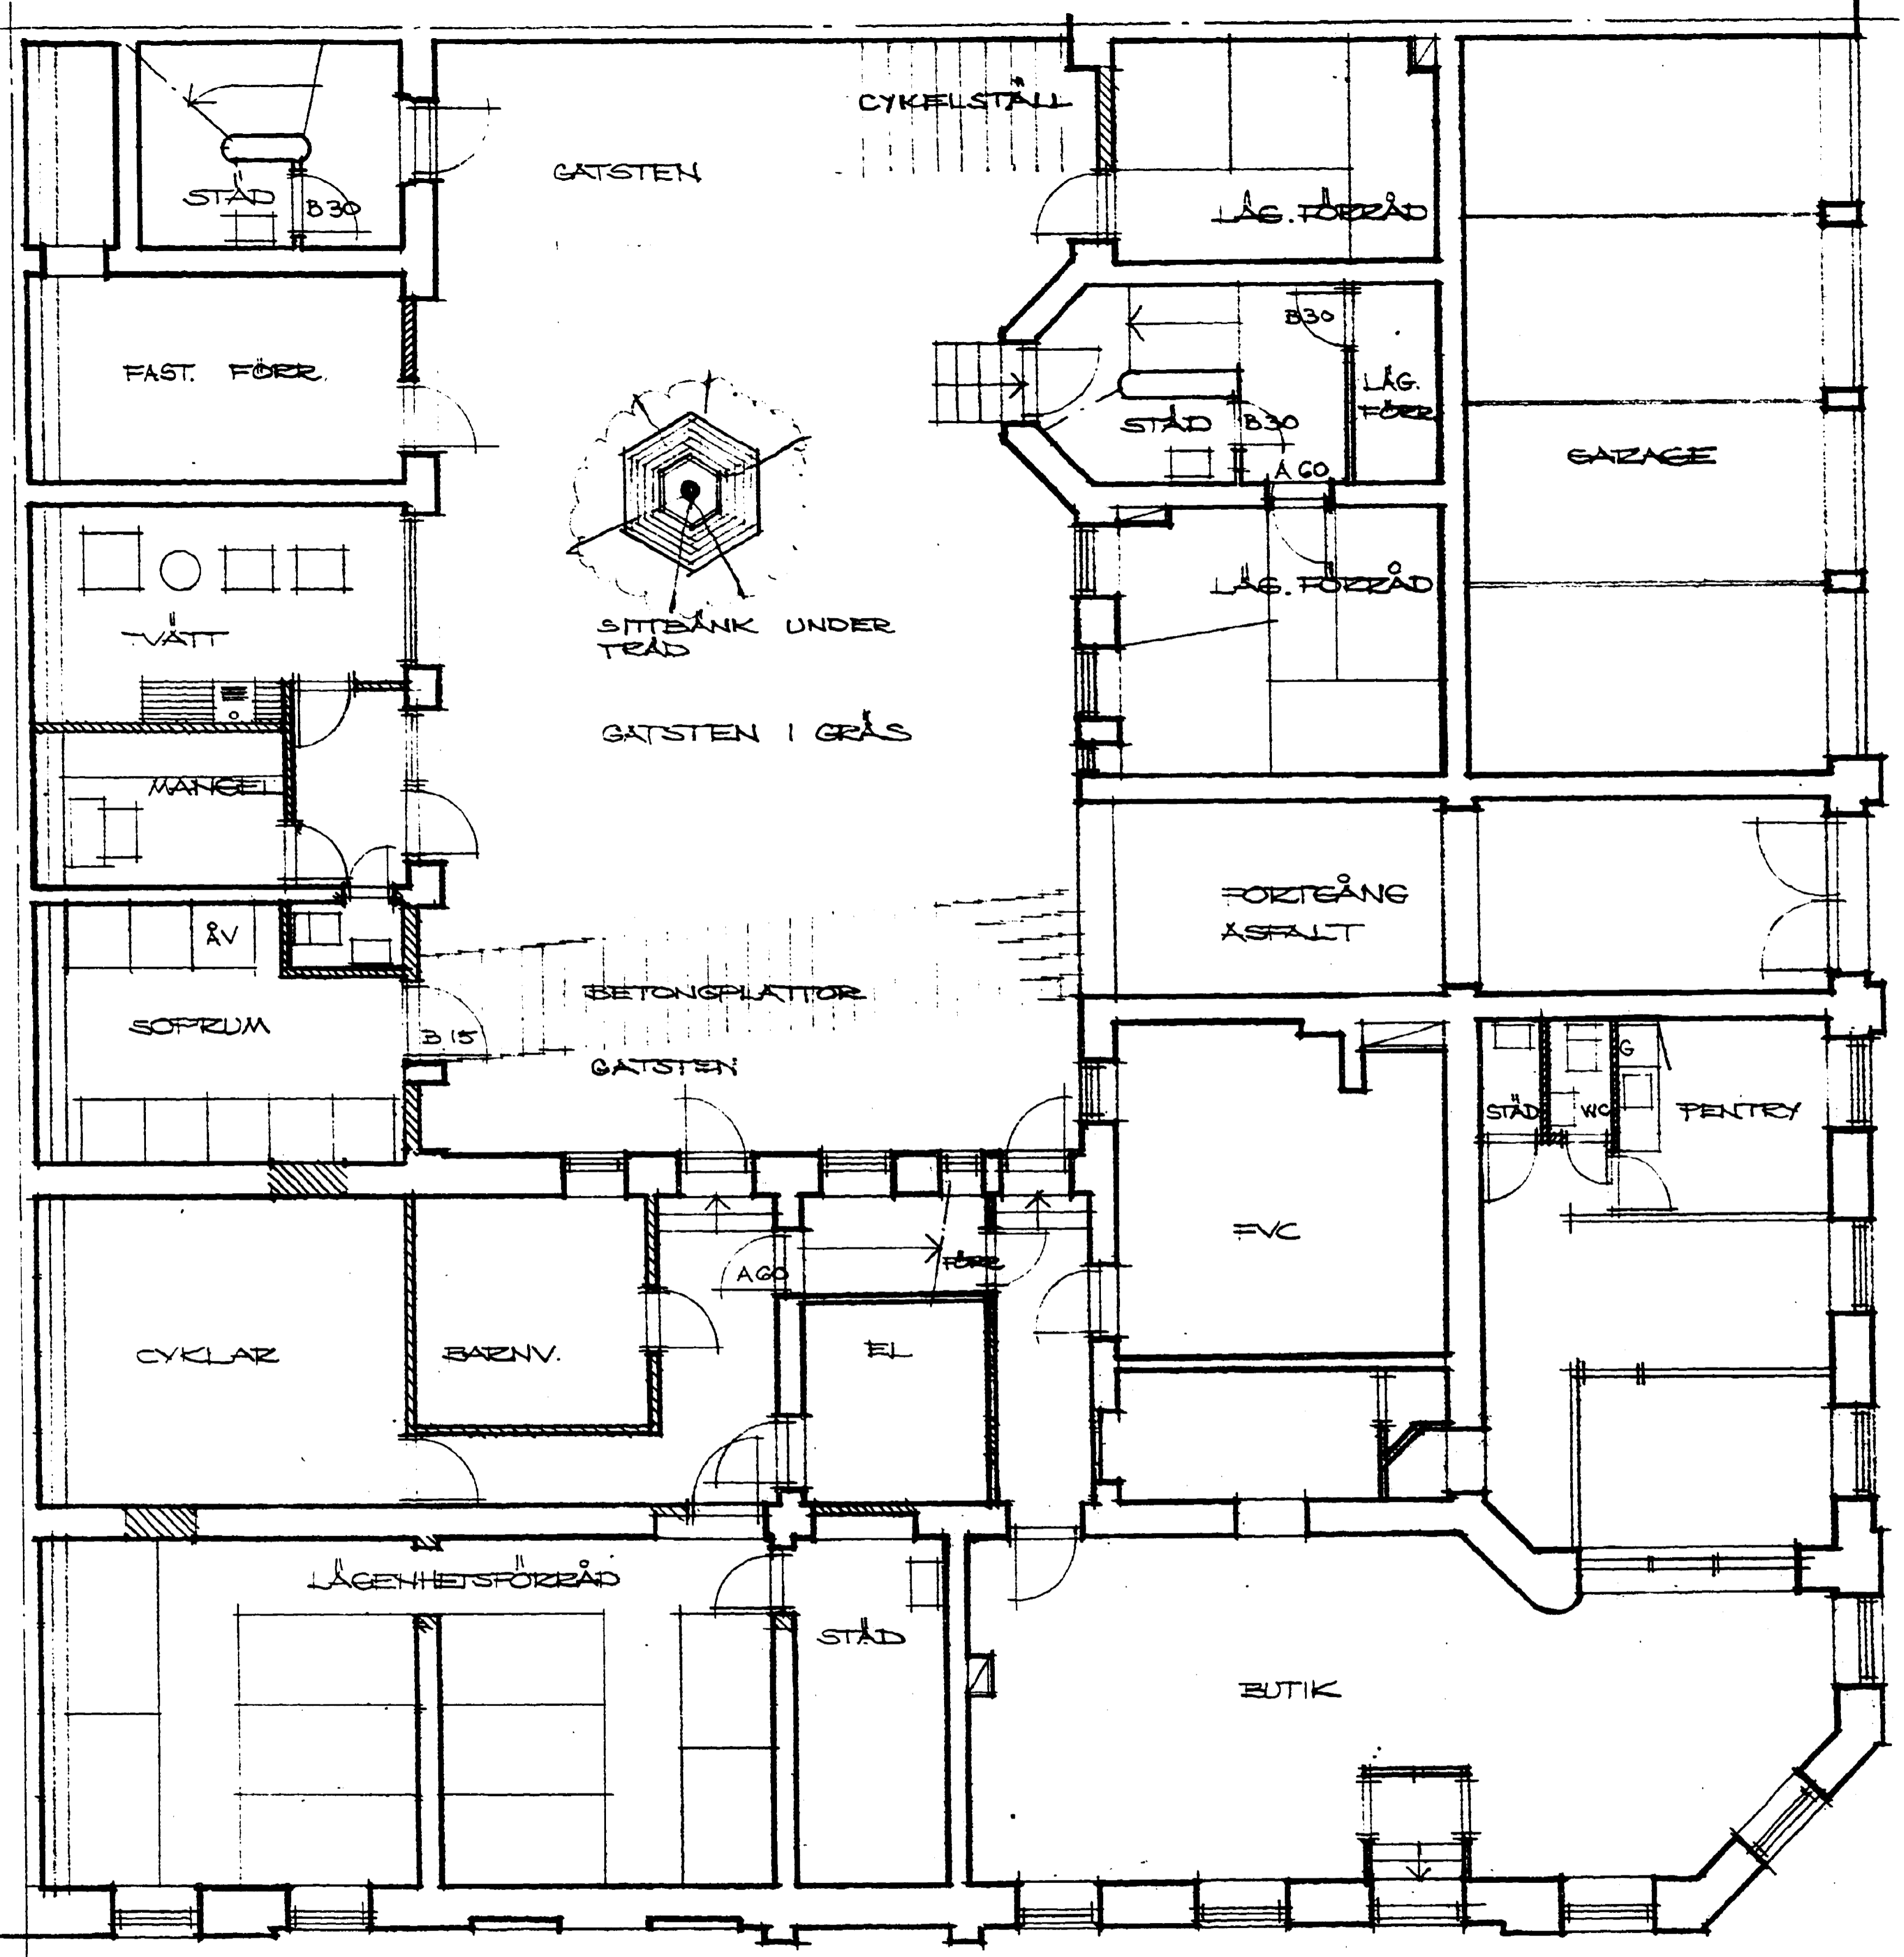 CYKELSTÄLL
GATSTEN
STÄD
B30
LÄG. FÖRRÅD
B30
FAST. FÖRR.
LÄG.
FÖRR.
STÄD
B30
GARAGE
A60
LÄG. FÖRRÅD
TVÄTT
SITTBÄNK UNDER
TRÄD
GATSTEN I GRÄS
MANGEL
PORTGÅNG
ASFALT
ÅV
BETONGPLATTOR
SOPRUM
B15
GATSTEN
G
STÄD
WC
PENTRY
FVC
A60
FÖRR
CYKLAR
BARNV.
EL
LÄGENHETSFÖRRÅD
STÄD
BUTIK